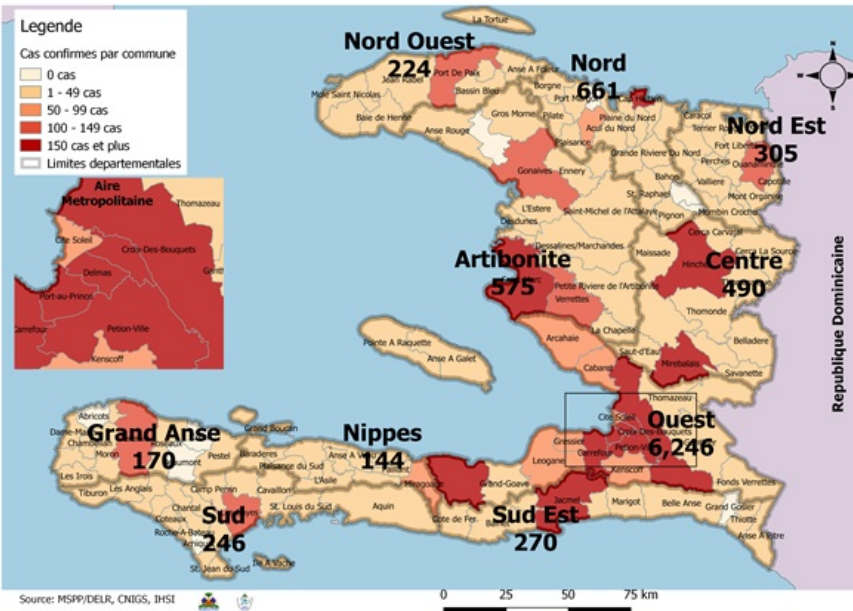 Legende
Cas confirmes par commune
0 cas
1 - 49 cas
50 - 99 cas
100 - 149 cas
150 cas et plus
Limites departementales
Aire
Metropolitaine
Thomazeau
Cite Soleil
Croix-Des-Bouquets
Delmas
Port-au-Prince
Carrefour
Petion-Ville
Kenscoff
La Tortue
Nord Ouest
224
Port De Paix
Jean Rabel
Anse A Foleur
Mole Saint Nicolas
Bassin Bleu
Baie de Henne
Anse Rouge
Nord
661
Borgne
Port Margot
Gros Morne
Pilate
Plaine du Nord
Acul du Nord
Plaisance
Grande Riviere Du Nord
Nord Est
305
Caracol
Perches
Valliere
Capotille
Mont Organise
Bahon
St. Raphael
Pignon
Mombin Crochu
Gonaives
Ennery
L'Estere
Saint-Michel de l'Attalaye
Desdunes
Dessalines/Marchandes
Artibonite
575
Petite Riviere de l'Artibonite
Verrettes
La Chapelle
Cerca Carvajal
Cerca La Source
Maissade
Centre
490
Thomonde
Belladere
Saut-d'Eau
Mirebalais
Savanette
Arcahaie
Cabaret
Pointe A Raquette
Anse A Galet
Thomazeau
Cite Soleil
Ouest
6,246
Croix-Des-Bouquets
Gressier
Carrefour
Leogane
Kenscoff
Fonds Verrettes
Abricots
Grand Anse
170
Moron
Pestel
Les Irois
Grand Boucan
Baraderes
Nippes
144
Plaisance du Sud
L'Asile
Miragoane
Grand-Goave
Tiburon
Les Anglais
Camp Perrin
Cavaillon
Chantal
Coteaux
Sud
246
St. Louis du Sud
Aquin
St. Jean du Sud
Ile A Vache
Cote de Fer
Jacmel
Sud Est
270
Marigot
Belle Anse
Grand Gosier
Thiotte
Anse A Pitre
Republique Dominicaine
N
W
E
S
Source: MSPP/DELR, CNIGS, IHSI
0 25 50 75 km